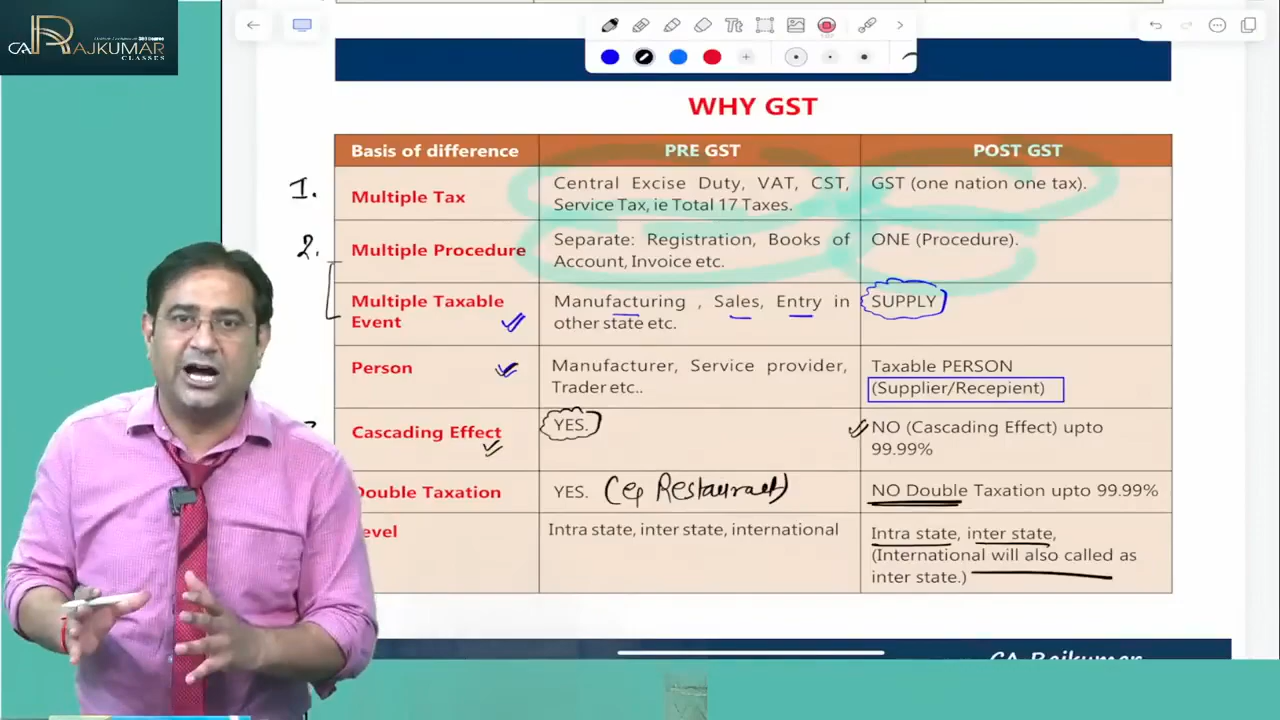 CA RAJKUMAR
CLASSES
WHY GST
Basis of difference PRE GST POST GST
1. Multiple Tax Central Excise Duty, VAT, CST, GST (one nation one tax).
Service Tax, ie Total 17 Taxes.
2. Multiple Procedure Separate: Registration, Books of ONE (Procedure).
Account, Invoice etc.
Multiple Taxable Manufacturing , Sales, Entry in SUPPLY
Event other state etc.
Person Manufacturer, Service provider, Taxable PERSON
Trader etc.. (Supplier/Recepient)
Cascading Effect YES. NO (Cascading Effect) upto
99.99%
Double Taxation YES. (eg Restaurant) NO Double Taxation upto 99.99%
evel Intra state, inter state, international Intra state, inter state,
(International will also called as
inter state.)
CA Rajkumar